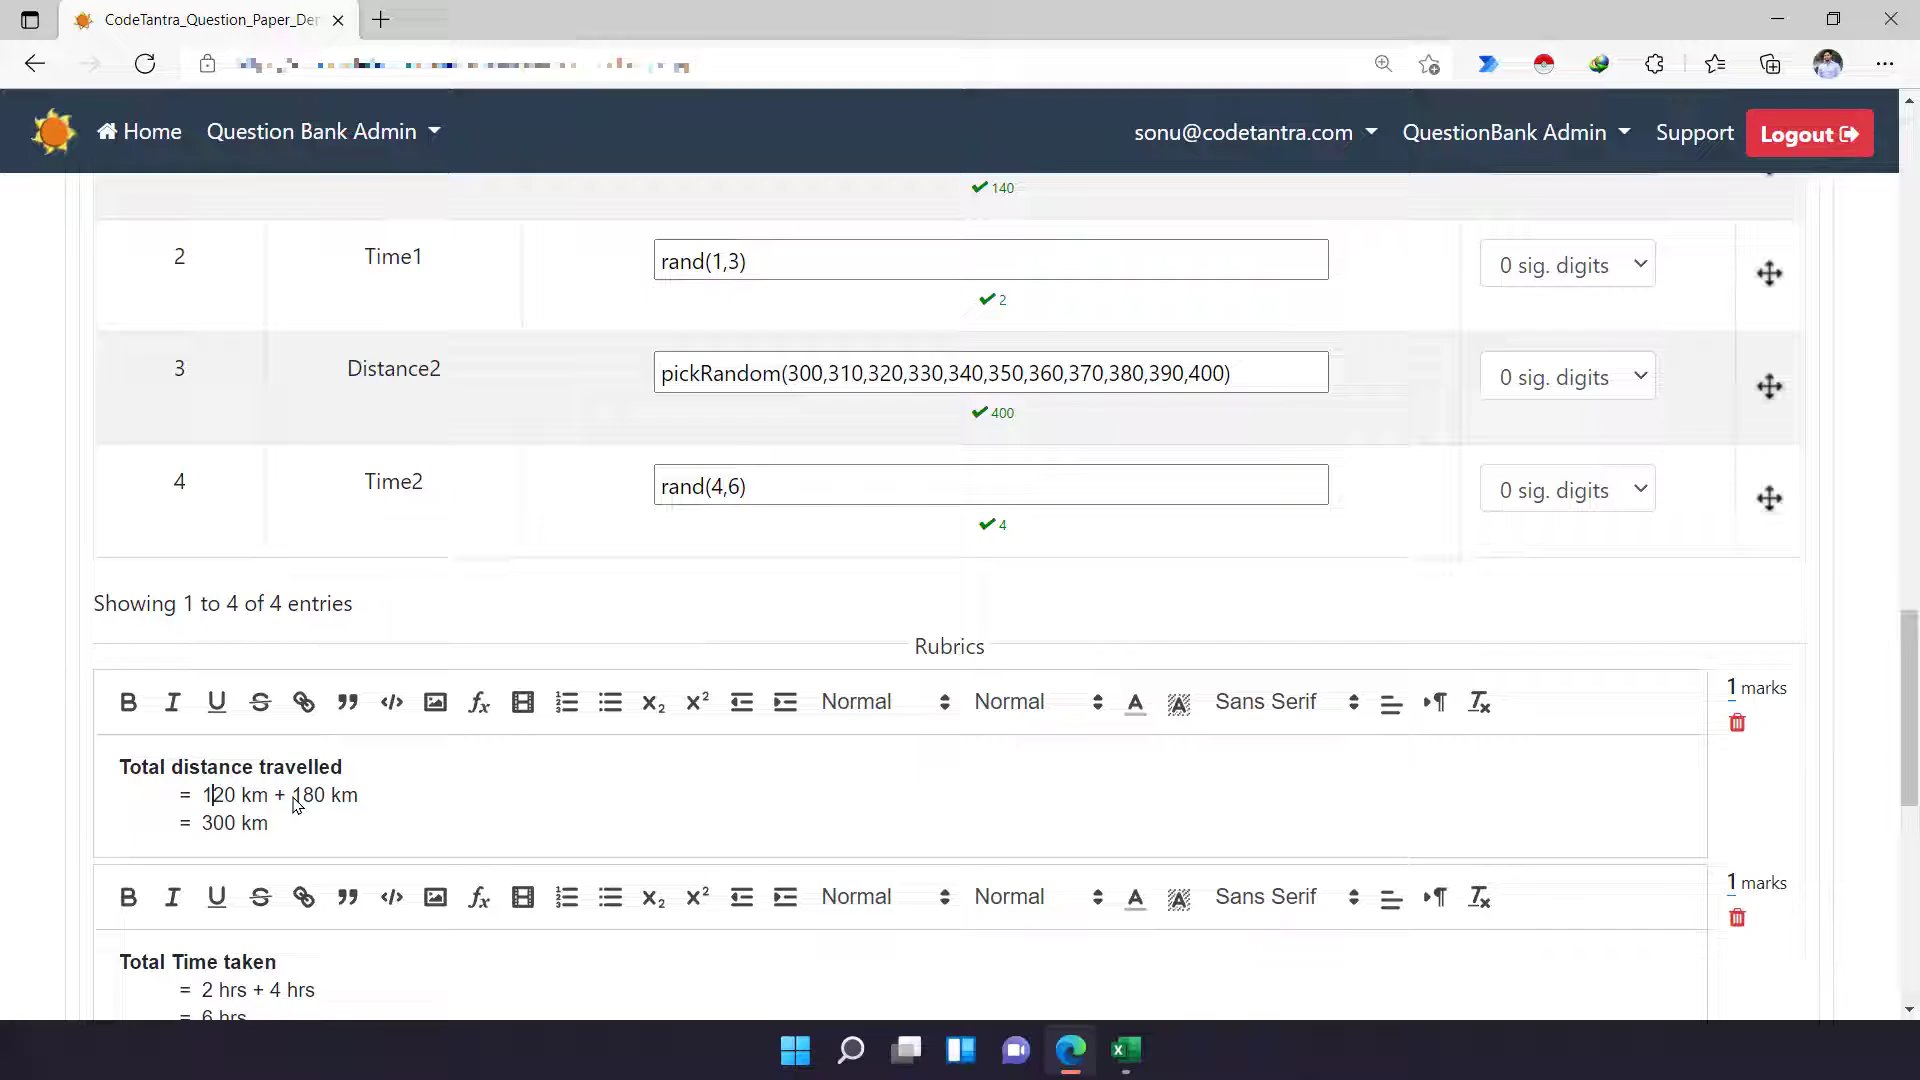 CodeTantra_Question_Paper_Der
Home Question Bank Admin sonu@codetantra.com QuestionBank Admin Support Logout
140
2 Time1 rand(1,3) 0 sig. digits
2
3 Distance2 pickRandom(300,310,320,330,340,350,360,370,380,390,400) 0 sig. digits
400
4 Time2 rand(4,6) 0 sig. digits
4
Showing 1 to 4 of 4 entries
Rubrics
Normal Normal Sans Serif 1 marks
Total distance travelled
= 120 km + 180 km
= 300 km
Normal Normal Sans Serif 1 marks
Total Time taken
= 2 hrs + 4 hrs
= 6 hrs